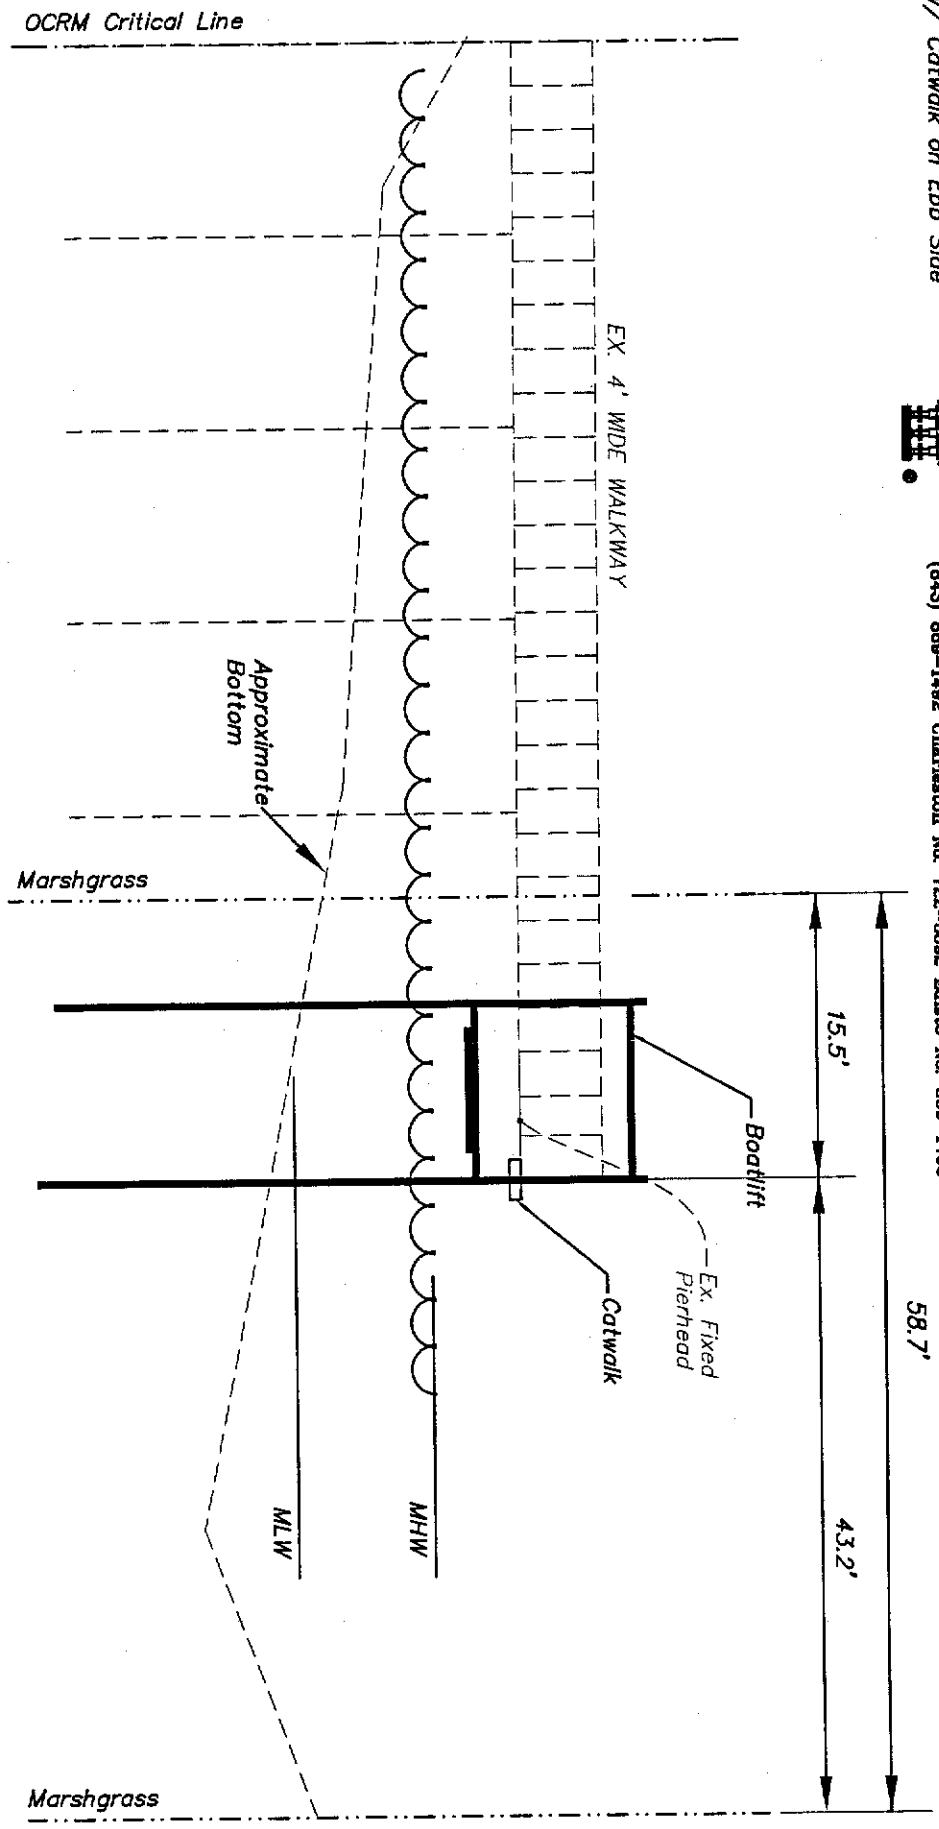 OCRM Critical Line
Catwalk on Ebb Side
EX. 4' WIDE WALKWAY
Approximate
Bottom
Marshgrass
15.5'
58.7'
43.2'
Boatlift
Ex. Fixed
Pierhead
Catwalk
MHW
MLW
Marshgrass